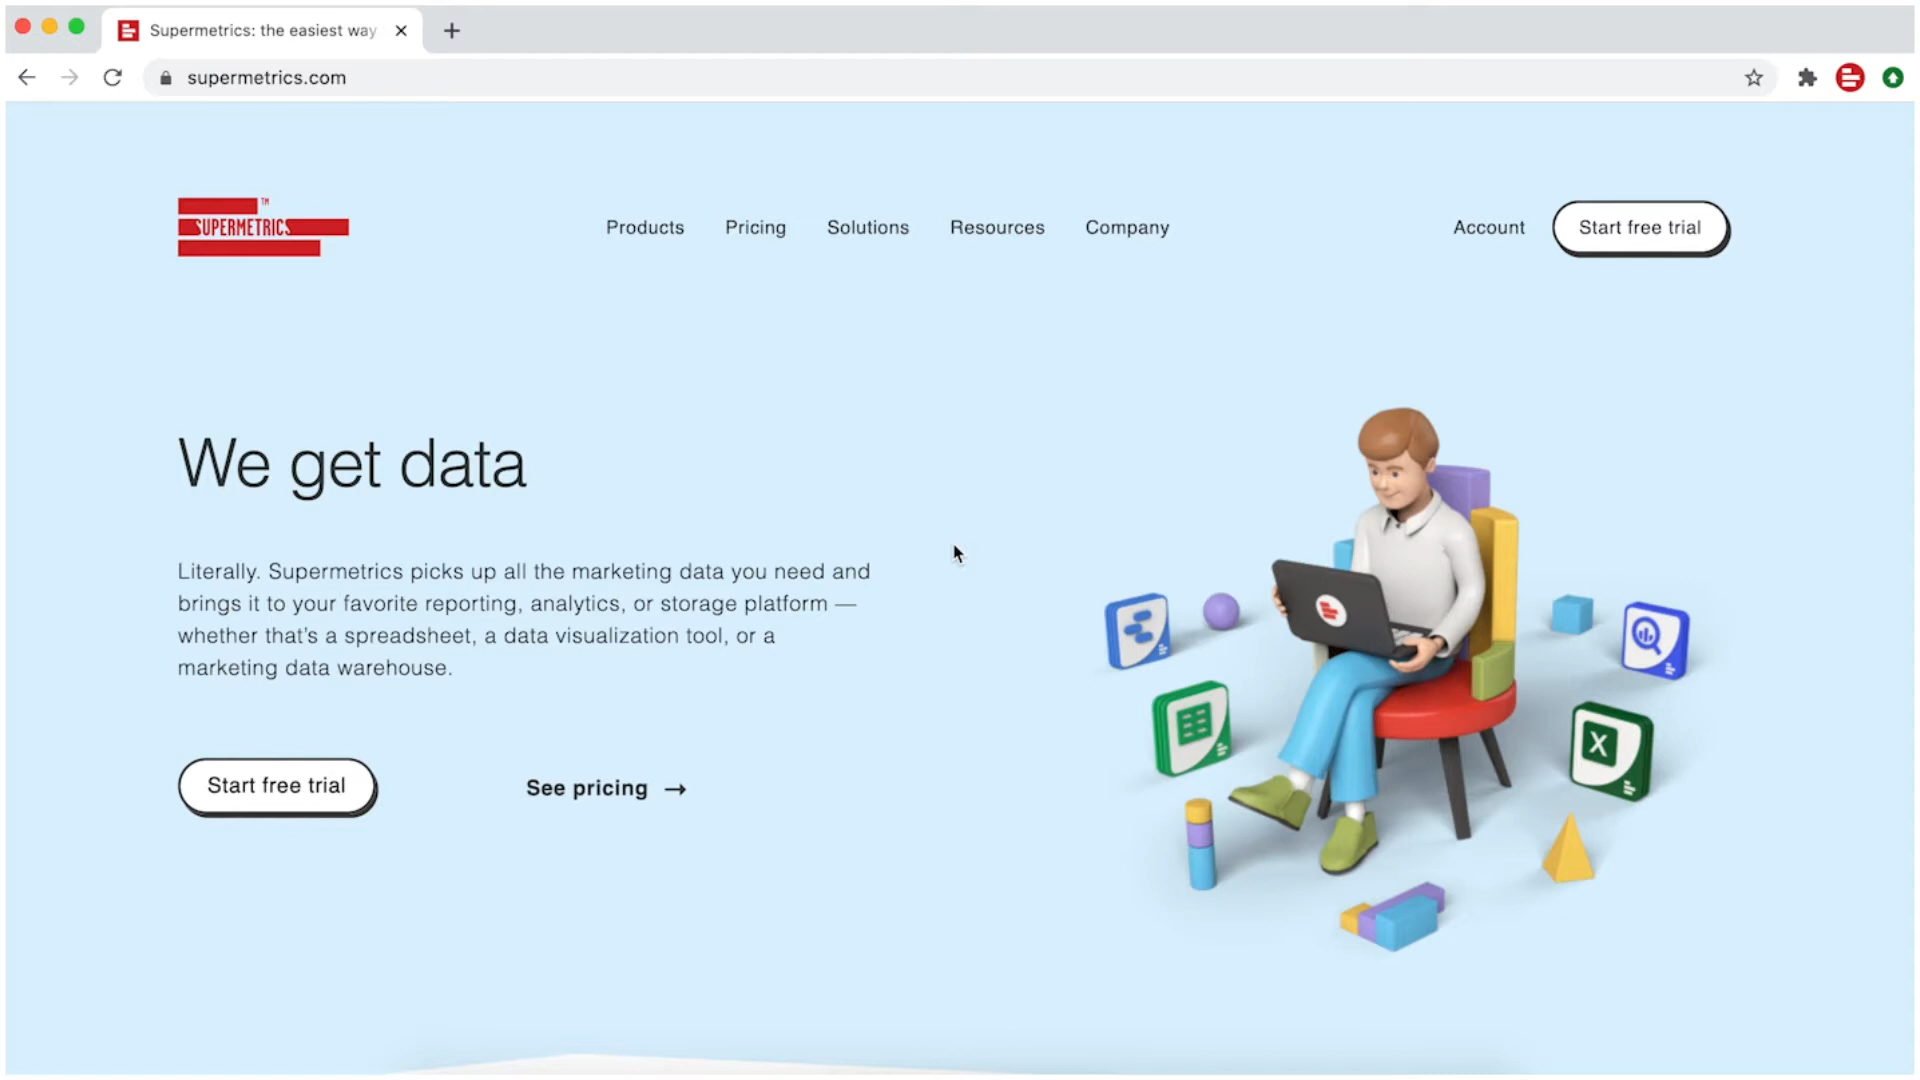 Supermetrics: the easiest way
supermetrics.com
SUPERMETRICS™
Products
Pricing
Solutions
Resources
Company
Account
Start free trial
We get data
Literally. Supermetrics picks up all the marketing data you need and
brings it to your favorite reporting, analytics, or storage platform —
whether that's a spreadsheet, a data visualization tool, or a
marketing data warehouse.
Start free trial
See pricing →
X